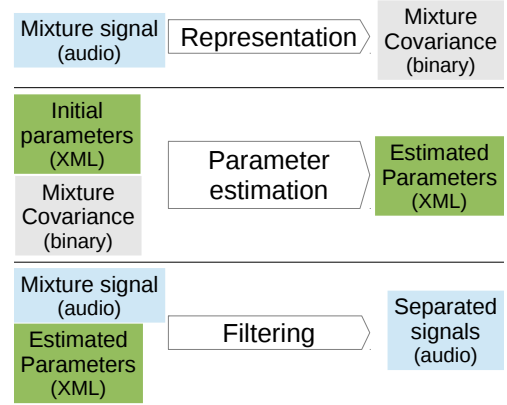 Mixture signal
(audio)
Representation
Mixture
Covariance
(binary)
Initial
parameters
(XML)
Mixture
Covariance
(binary)
Parameter
estimation
Estimated
Parameters
(XML)
Mixture signal
(audio)
Estimated
Parameters
(XML)
Filtering
Separated
signals
(audio)